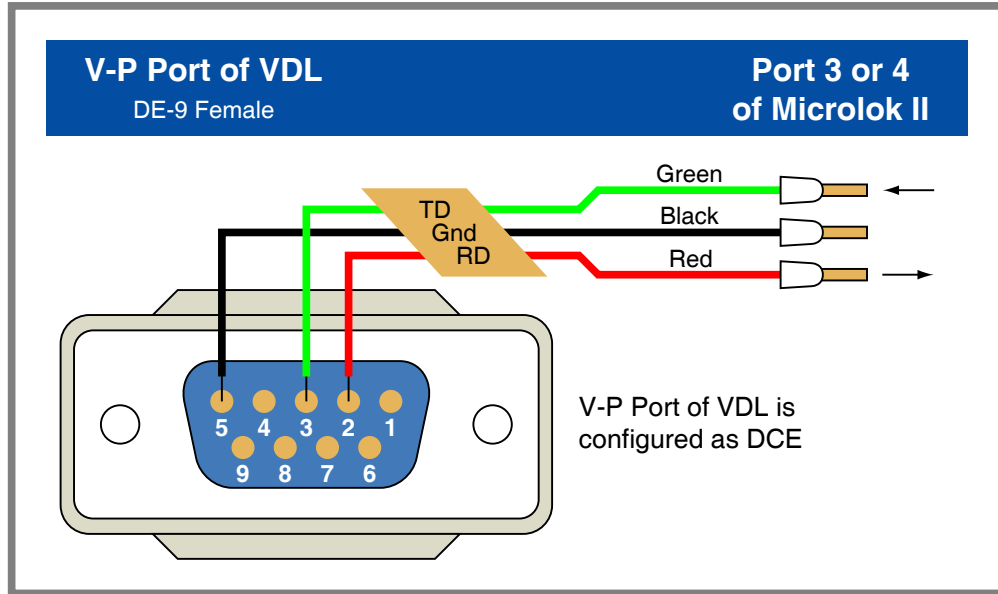 V-P Port of VDL
DE-9 Female
Port 3 or 4
of Microlok II
Green
Black
Red
TD
Gnd
RD
5 4 3 2 1
9 8 7 6
V-P Port of VDL is
configured as DCE